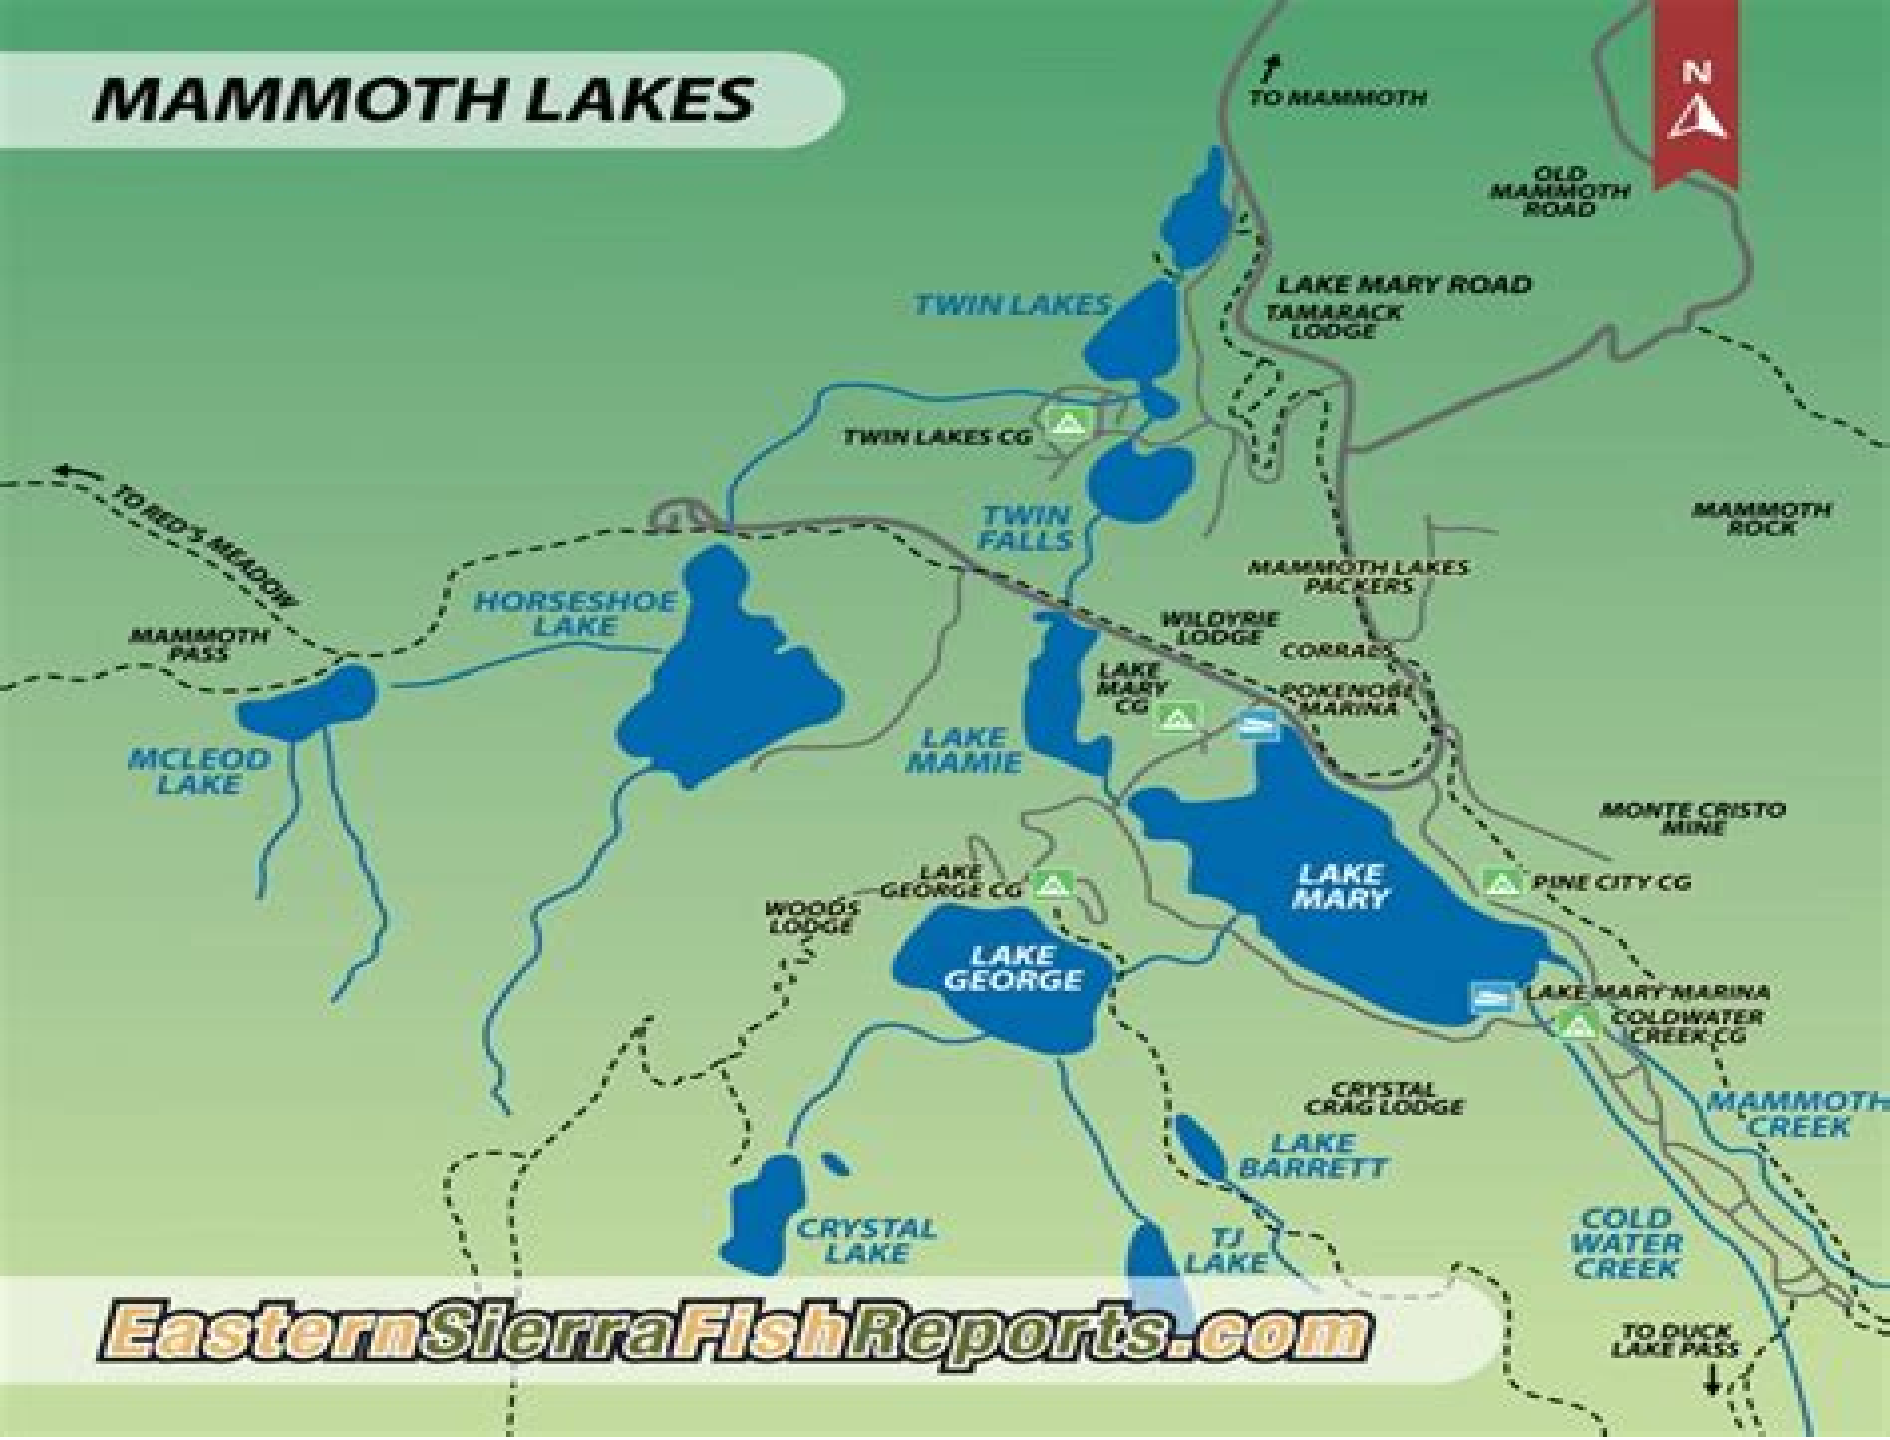 MAMMOTH LAKES
N
TO MAMMOTH
OLD
MAMMOTH
ROAD
LAKE MARY ROAD
TAMARACK
LODGE
TWIN LAKES
TWIN LAKES CG
TO RED'S MEADOW
TWIN
FALLS
MAMMOTH
ROCK
MAMMOTH LAKES
PACKERS
HORSESHOE
LAKE
MAMMOTH
PASS
WILDYRIE
LODGE
CORRALS
LAKE
MARY
CG
POKENOBE
MARINA
LAKE
MAMIE
MCLEOD
LAKE
MONTE CRISTO
MINE
LAKE
GEORGE CG
LAKE
MARY
PINE CITY CG
WOODS
LODGE
LAKE
GEORGE
LAKE MARY MARINA
COLDWATER
CREEK CG
CRYSTAL
CRAG LODGE
MAMMOTH
CREEK
LAKE
BARRETT
CRYSTAL
LAKE
TJ
LAKE
COLD
WATER
CREEK
EasternSierraFishReports.com
TO DUCK
LAKE PASS